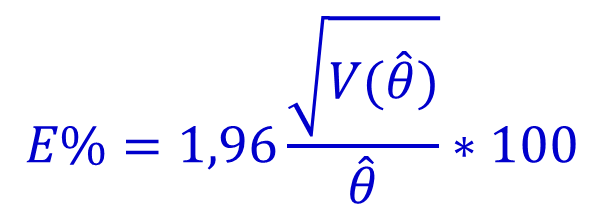 E% = 1,96 √V(θ̂) / θ̂ * 100